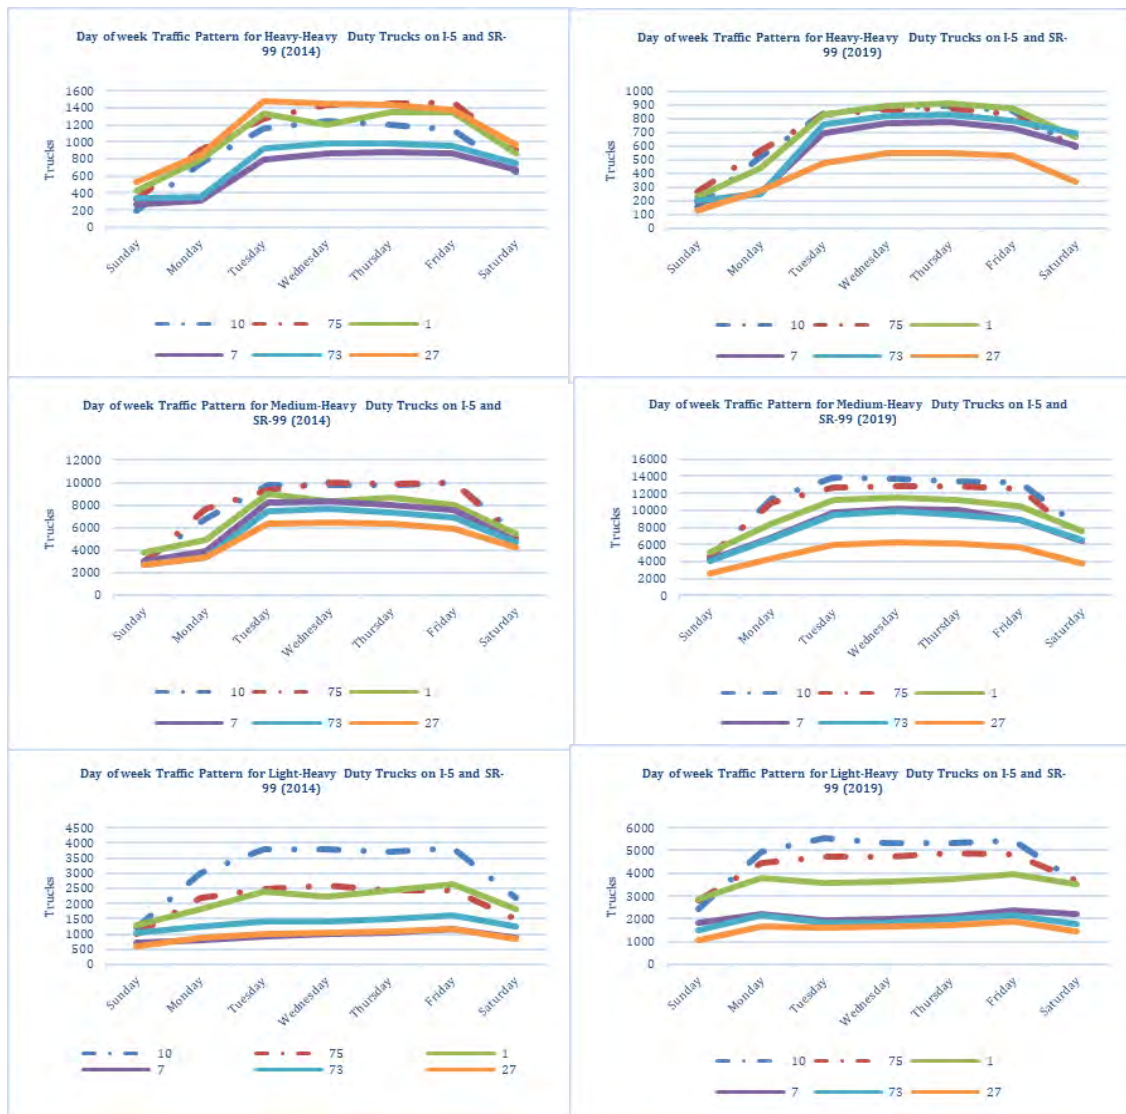 Day of week Traffic Pattern for Heavy-Heavy Duty Trucks on I-5 and SR-
99 (2014)
Trucks
1600
1400
1200
1000
800
600
400
200
0
Sunday
Monday
Tuesday
Wednesday
Thursday
Friday
Saturday
10 75 1
7 73 27
Day of week Traffic Pattern for Heavy-Heavy Duty Trucks on I-5 and SR-
99 (2019)
Trucks
1000
900
800
700
600
500
400
300
200
100
0
Sunday
Monday
Tuesday
Wednesday
Thursday
Friday
Saturday
10 75 1
7 73 27
Day of week Traffic Pattern for Medium-Heavy Duty Trucks on I-5 and
SR-99 (2014)
Trucks
12000
10000
8000
6000
4000
2000
0
Sunday
Monday
Tuesday
Wednesday
Thursday
Friday
Saturday
10 75 1
7 73 27
Day of week Traffic Pattern for Medium-Heavy Duty Trucks on I-5 and
SR-99 (2019)
Trucks
16000
14000
12000
10000
8000
6000
4000
2000
0
Sunday
Monday
Tuesday
Wednesday
Thursday
Friday
Saturday
10 75 1
7 73 27
Day of week Traffic Pattern for Light-Heavy Duty Trucks on I-5 and SR-
99 (2014)
Trucks
4500
4000
3500
3000
2500
2000
1500
1000
500
0
Sunday
Monday
Tuesday
Wednesday
Thursday
Friday
Saturday
10 75 1
7 73 27
Day of week Traffic Pattern for Light-Heavy Duty Trucks on I-5 and SR-
99 (2019)
Trucks
6000
5000
4000
3000
2000
1000
0
Sunday
Monday
Tuesday
Wednesday
Thursday
Friday
Saturday
10 75 1
7 73 27